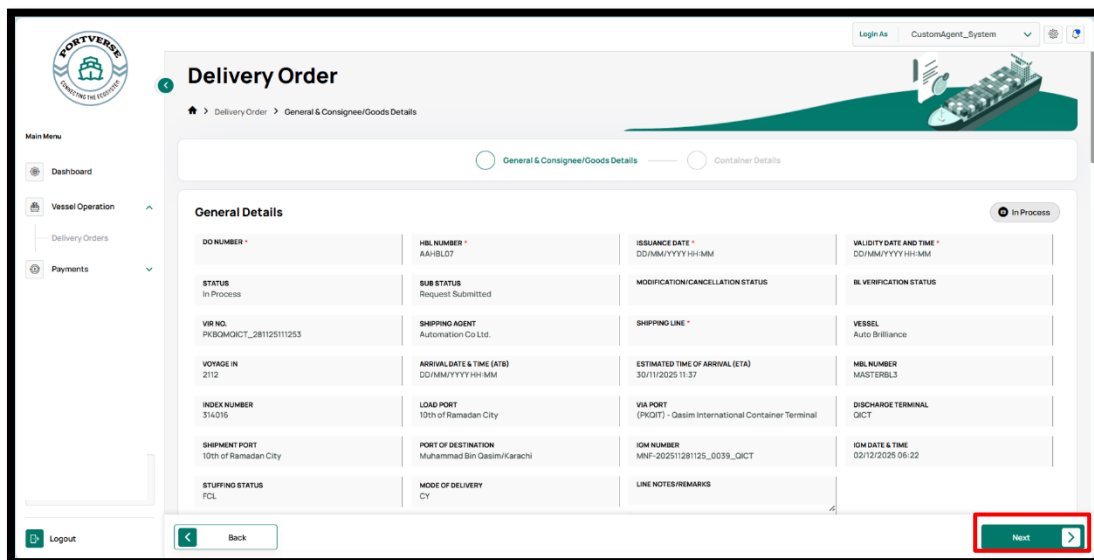 PORTVERSE
CONNECTING THE ECOSYSTEM
Login As CustomAgent_System
Delivery Order
Delivery Order > General & Consignee/Goods Details
Main Menu
Dashboard
Vessel Operation
Delivery Orders
Payments
Logout
General & Consignee/Goods Details Container Details
General Details In Process
DO NUMBER * HBL NUMBER * ISSUANCE DATE * VALIDITY DATE AND TIME *
AAHBL07 DD/MM/YYYY HH:MM DD/MM/YYYY HH:MM
STATUS SUB STATUS MODIFICATION/CANCELLATION STATUS BL VERIFICATION STATUS
In Process Request Submitted
VIR NO. SHIPPING AGENT SHIPPING LINE * VESSEL
PKBQMQICT_281125111253 Automation Co Ltd. Auto Brilliance
VOYAGE IN ARRIVAL DATE & TIME (ATB) ESTIMATED TIME OF ARRIVAL (ETA) MBL NUMBER
2112 DD/MM/YYYY HH:MM 30/11/2025 11:37 MASTERBL3
INDEX NUMBER LOAD PORT VIA PORT DISCHARGE TERMINAL
314016 10th of Ramadan City (PKQIT) - Qasim International Container Terminal QICT
SHIPMENT PORT PORT OF DESTINATION IGM NUMBER IGM DATE & TIME
10th of Ramadan City Muhammad Bin Qasim/Karachi MNF-202511281125_0039_QICT 02/12/2025 06:22
STUFFING STATUS MODE OF DELIVERY LINE NOTES/REMARKS
FCL CY
Back Next